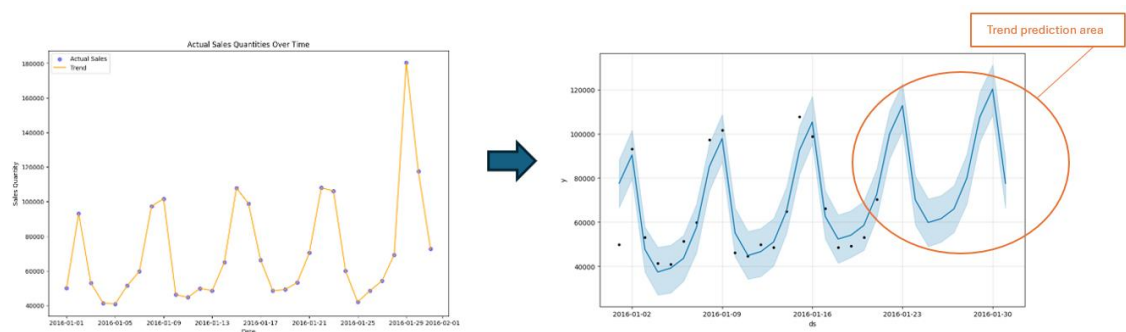 Trend prediction area
Actual Sales Quantities Over Time
Actual Sales
Trend
180000
160000
140000
120000
100000
80000
60000
40000
Sales Quantity
2016-01-01 2016-01-05 2016-01-09 2016-01-13 2016-01-17 2016-01-21 2016-01-25 2016-01-29 2016-02-01
Date
120000
100000
80000
60000
40000
y
2016-01-02 2016-01-09 2016-01-16 2016-01-23 2016-01-30
ds